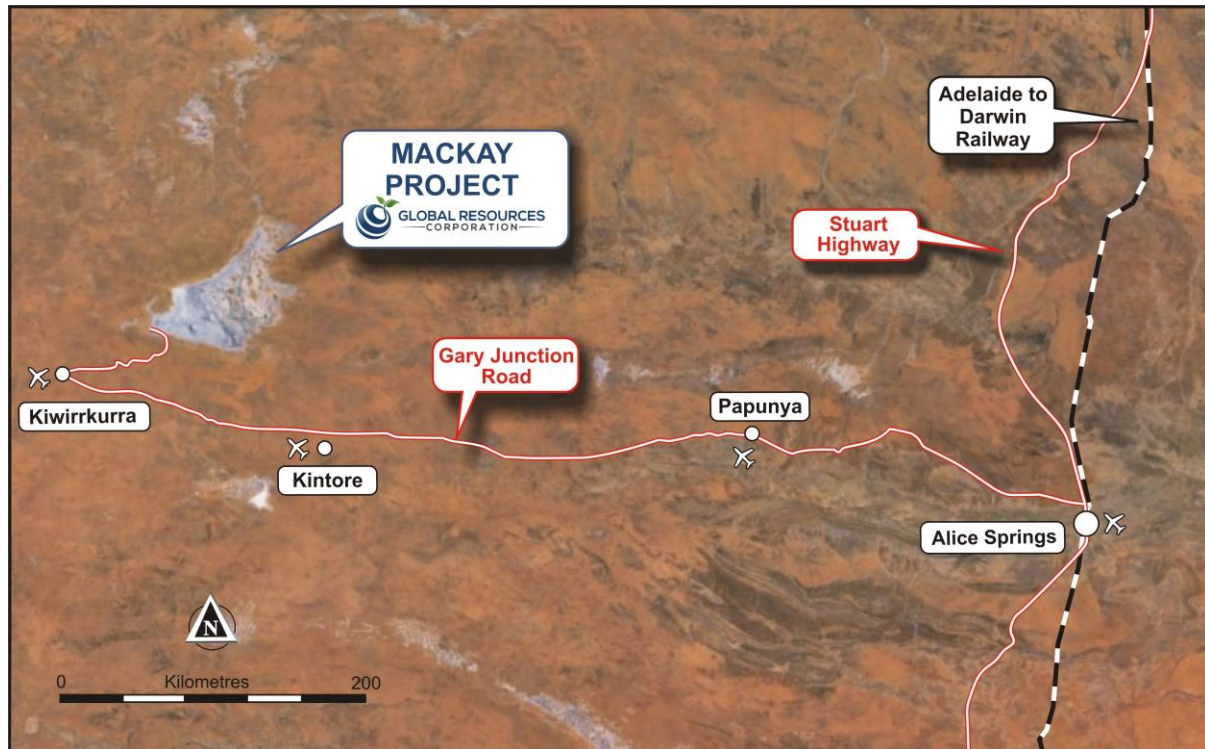 MACKAY
PROJECT
GLOBAL RESOURCES
CORPORATION
Adelaide to
Darwin
Railway
Stuart
Highway
Gary Junction
Road
Kiwirrkurra
Kintore
Papunya
Alice Springs
N
0 Kilometres 200